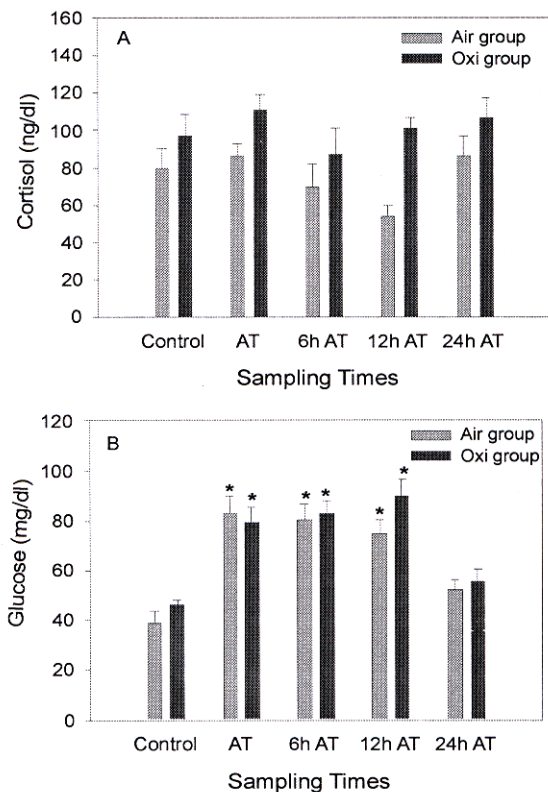 160
A
Air group
140
Oxi group
120
100
80
60
40
20
0
Cortisol (ng/dl)
Control AT 6h AT 12h AT 24h AT
Sampling Times
120
B
Air group
Oxi group
100
80
60
40
20
0
Glucose (mg/dl)
* * * * * *
Control AT 6h AT 12h AT 24h AT
Sampling Times